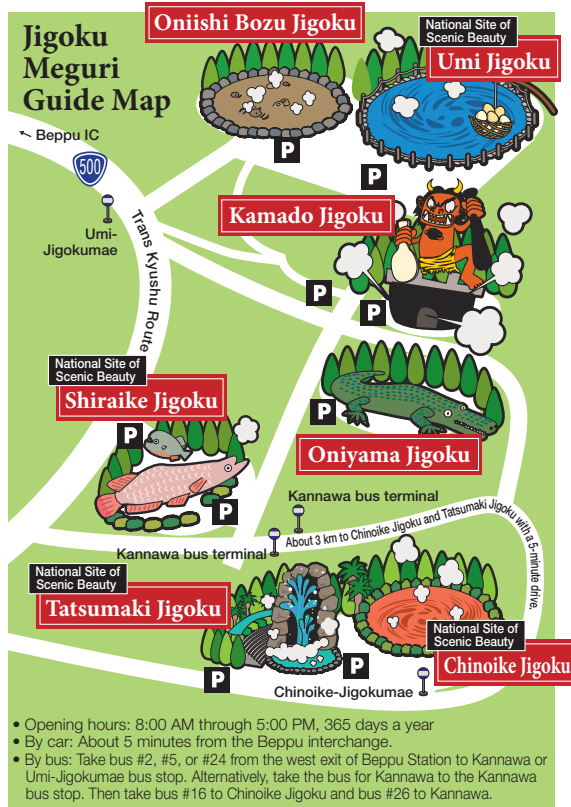 Jigoku
Meguri
Guide Map
Oniishi Bozu Jigoku
National Site of
Scenic Beauty
Umi Jigoku
Beppu IC
500
P
P
Umi-
Jigokumae
Trans Kyushu Route
Kamado Jigoku
P
P
National Site of
Scenic Beauty
Shiraike Jigoku
P
P
P
Oniyama Jigoku
Kannawa bus terminal
Kannawa bus terminal
About 3 km to Chinoike Jigoku and Tatsumaki Jigoku with a 5-minute drive.
National Site of
Scenic Beauty
Tatsumaki Jigoku
P
P
National Site of
Scenic Beauty
Chinoike Jigoku
Chinoike-Jigokumae
• Opening hours: 8:00 AM through 5:00 PM, 365 days a year
• By car: About 5 minutes from the Beppu interchange.
• By bus: Take bus #2, #5, or #24 from the west exit of Beppu Station to Kannawa or
Umi-Jigokumae bus stop. Alternatively, take the bus for Kannawa to the Kannawa
bus stop. Then take bus #16 to Chinoike Jigoku and bus #26 to Kannawa.